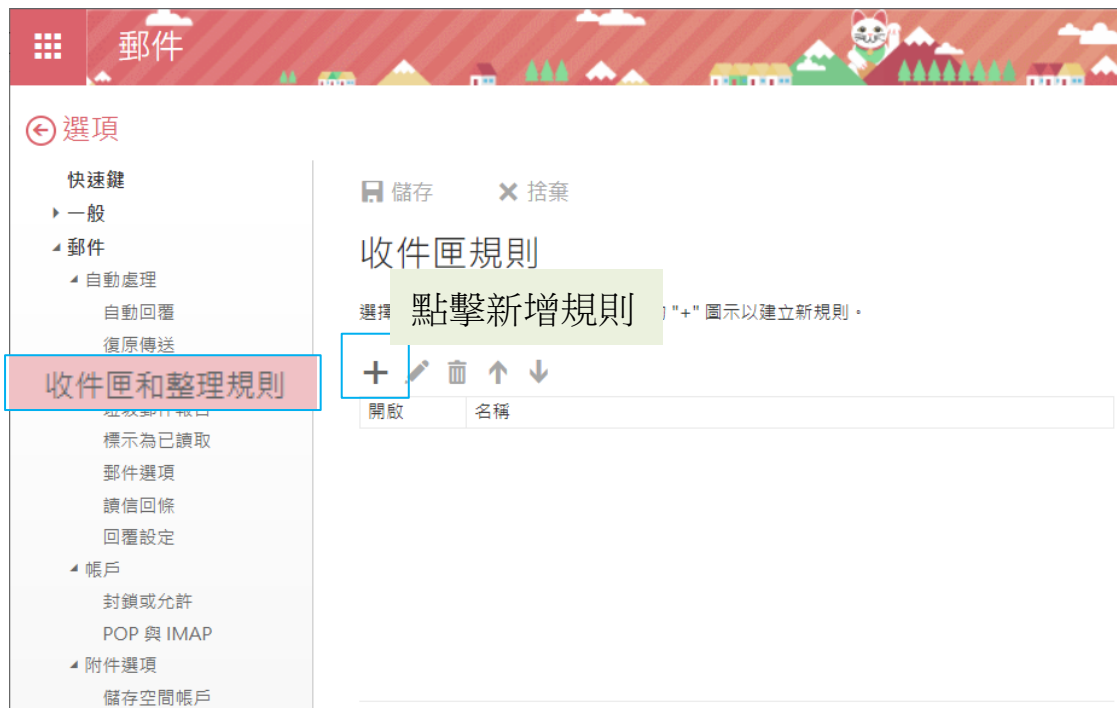 郵件
選項
快速鍵
一般
郵件
自動處理
自動回覆
復原傳送
收件匣和整理規則
標示為已讀取
郵件選項
讀信回條
回覆設定
帳戶
封鎖或允許
POP 與 IMAP
附件選項
儲存空間帳戶
儲存 捨棄
收件匣規則
點擊新增規則
選擇 "+" 圖示以建立新規則。
開啟 名稱